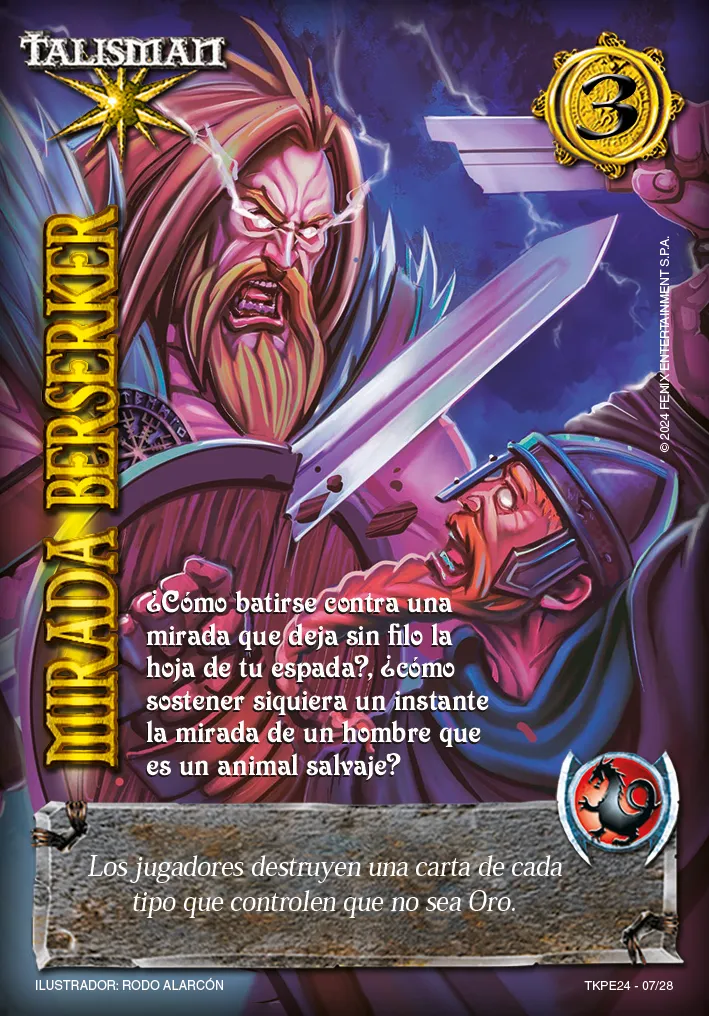 TALISMAN
3
MIRADA BERSERKER
© 2024 FENIX ENTERTAINMENT S.P.A.
¿Cómo batirse contra una
mirada que deja sin filo la
hoja de tu espada?, ¿cómo
sostener siquiera un instante
la mirada de un hombre que
es un animal salvaje?
Los jugadores destruyen una carta de cada
tipo que controlen que no sea Oro.
ILUSTRADOR: RODO ALARCÓN
TKPE24 - 07/28